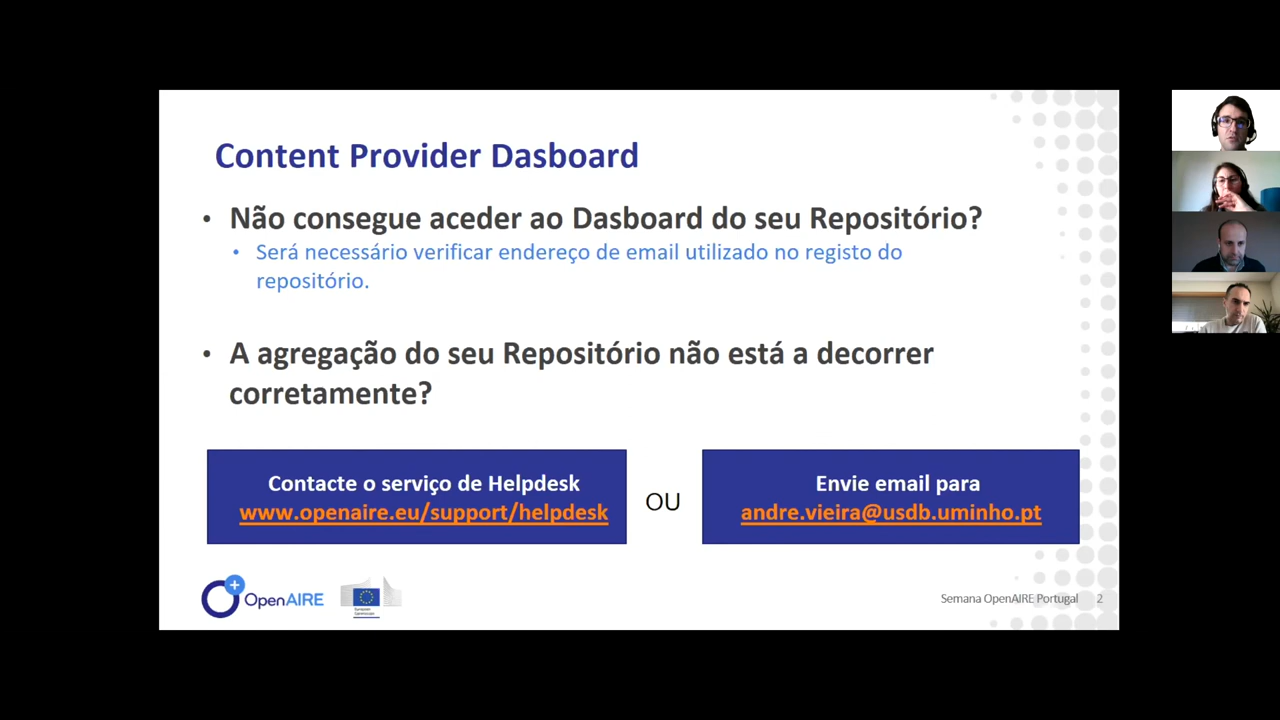 Content Provider Dasboard
• Não consegue aceder ao Dasboard do seu Repositório?
• Será necessário verificar endereço de email utilizado no registo do
repositório.
• A agregação do seu Repositório não está a decorrer
corretamente?
Contacte o serviço de Helpdesk
www.openaire.eu/support/helpdesk
OU
Envie email para
andre.vieira@usdb.uminho.pt
OpenAIRE
European
Commission
Semana OpenAIRE Portugal 2